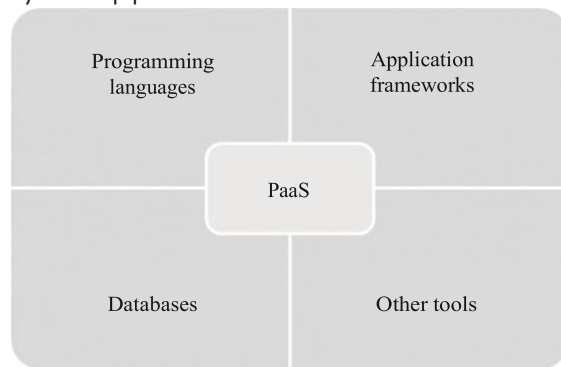 Programming
languages
Application
frameworks
PaaS
Databases
Other tools